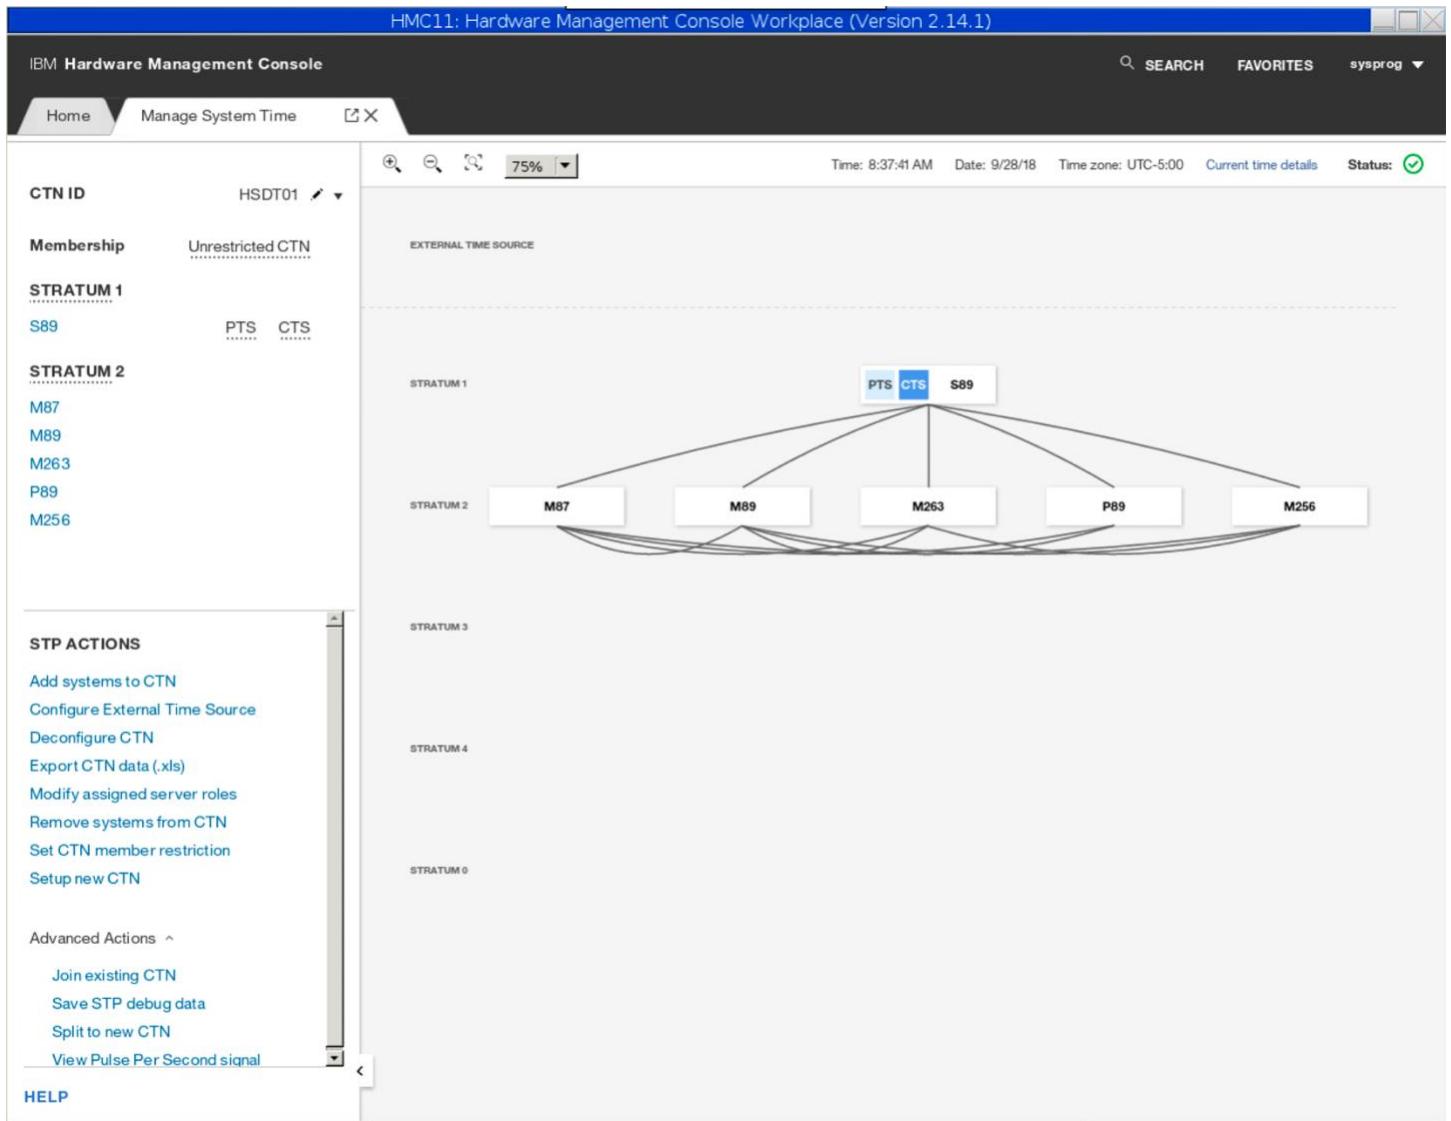 HMC11: Hardware Management Console Workplace (Version 2.14.1)
IBM Hardware Management Console
SEARCH FAVORITES sysprog
Home Manage System Time
75%
Time: 8:37:41 AM Date: 9/28/18 Time zone: UTC-5:00 Current time details Status:
CTN ID HSDT01
Membership Unrestricted CTN
STRATUM 1
S89 PTS CTS
STRATUM 2
M87
M89
M263
P89
M256
STP ACTIONS
Add systems to CTN
Configure External Time Source
Deconfigure CTN
Export CTN data (.xls)
Modify assigned server roles
Remove systems from CTN
Set CTN member restriction
Setup new CTN
Advanced Actions
Join existing CTN
Save STP debug data
Split to new CTN
View Pulse Per Second signal
HELP
EXTERNAL TIME SOURCE
STRATUM 1 PTS CTS S89
STRATUM 2 M87 M89 M263 P89 M256
STRATUM 3
STRATUM 4
STRATUM 0